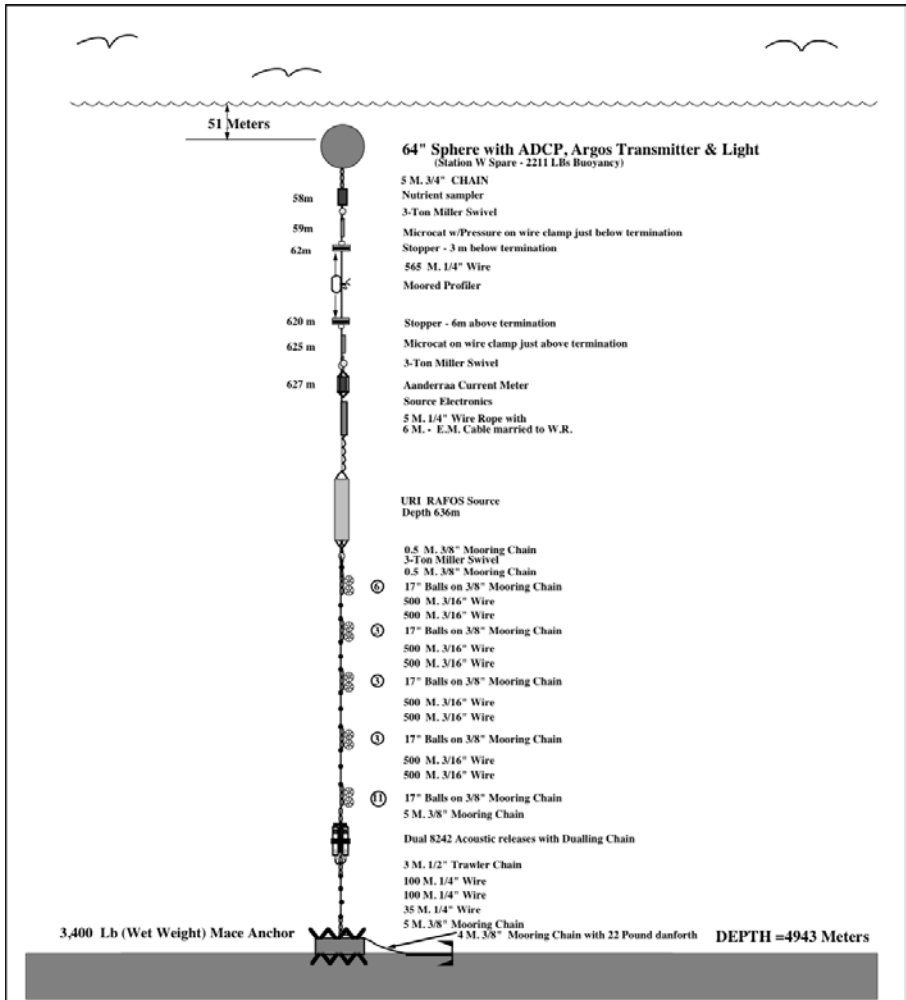 51 Meters
64" Sphere with ADCP, Argos Transmitter & Light
(Station W Spare - 2211 LBs Buoyancy)
5 M. 3/4" CHAIN
58m
Nutrient sampler
3-Ton Miller Swivel
59m
Microcat w/Pressure on wire clamp just below termination
62m
Stopper - 3 m below termination
565 M. 1/4" Wire
Moored Profiler
620 m
Stopper - 6m above termination
625 m
Microcat on wire clamp just above termination
3-Ton Miller Swivel
627 m
Aanderraa Current Meter
Source Electronics
5 M. 1/4" Wire Rope with
6 M. - E.M. Cable married to W.R.
URI RAFOS Source
Depth 636m
0.5 M. 3/8" Mooring Chain
3-Ton Miller Swivel
0.5 M. 3/8" Mooring Chain
6 17" Balls on 3/8" Mooring Chain
500 M. 3/16" Wire
500 M. 3/16" Wire
3 17" Balls on 3/8" Mooring Chain
500 M. 3/16" Wire
500 M. 3/16" Wire
3 17" Balls on 3/8" Mooring Chain
500 M. 3/16" Wire
500 M. 3/16" Wire
3 17" Balls on 3/8" Mooring Chain
500 M. 3/16" Wire
500 M. 3/16" Wire
11 17" Balls on 3/8" Mooring Chain
5 M. 3/8" Mooring Chain
Dual 8242 Acoustic releases with Dualling Chain
3 M. 1/2" Trawler Chain
100 M. 1/4" Wire
100 M. 1/4" Wire
35 M. 1/4" Wire
5 M. 3/8" Mooring Chain
3,400 Lb (Wet Weight) Mace Anchor
4 M. 3/8" Mooring Chain with 22 Pound danforth
DEPTH =4943 Meters